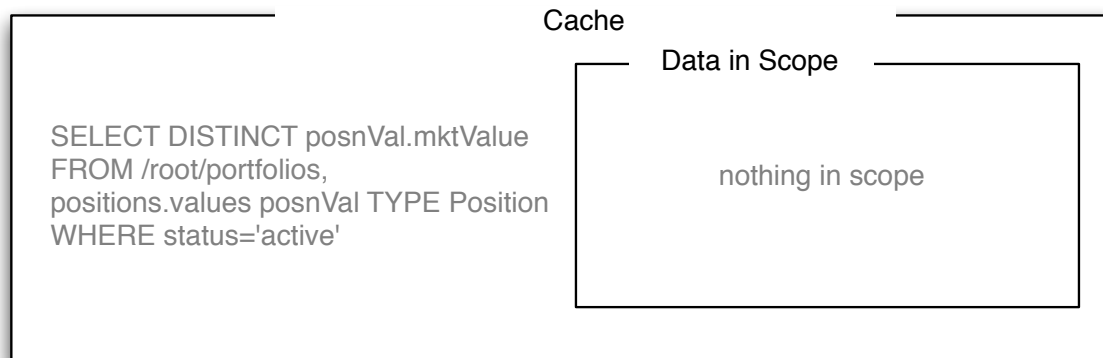 Cache
Data in Scope
SELECT DISTINCT posnVal.mktValue
FROM /root/portfolios,
positions.values posnVal TYPE Position
WHERE status='active'
nothing in scope